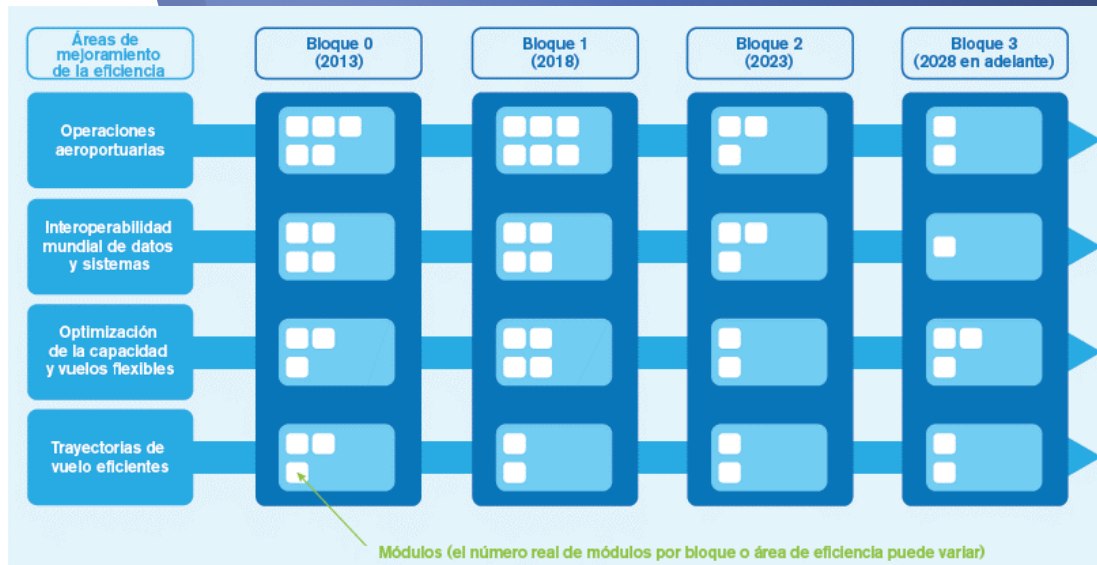 Áreas de
mejoramiento
de la eficiencia
Bloque 0
(2013)
Bloque 1
(2018)
Bloque 2
(2023)
Bloque 3
(2028 en adelante)
Operaciones
aeroportuarias
Interoperabilidad
mundial de datos
y sistemas
Optimización
de la capacidad
y vuelos flexibles
Trayectorias de
vuelo eficientes
Módulos (el número real de módulos por bloque o área de eficiencia puede variar)